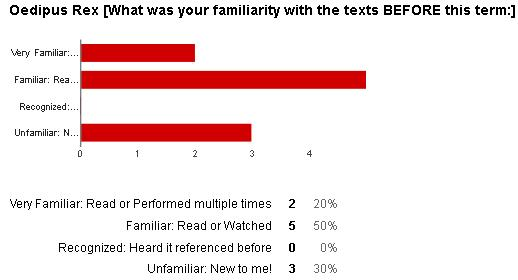 Oedipus Rex [What was your familiarity with the texts BEFORE this term:]
Very Familiar:...
Familiar: Rea...
Recognized:...
Unfamiliar: N...
0 1 2 3 4
Very Familiar: Read or Performed multiple times 2 20%
Familiar: Read or Watched 5 50%
Recognized: Heard it referenced before 0 0%
Unfamiliar: New to me! 3 30%